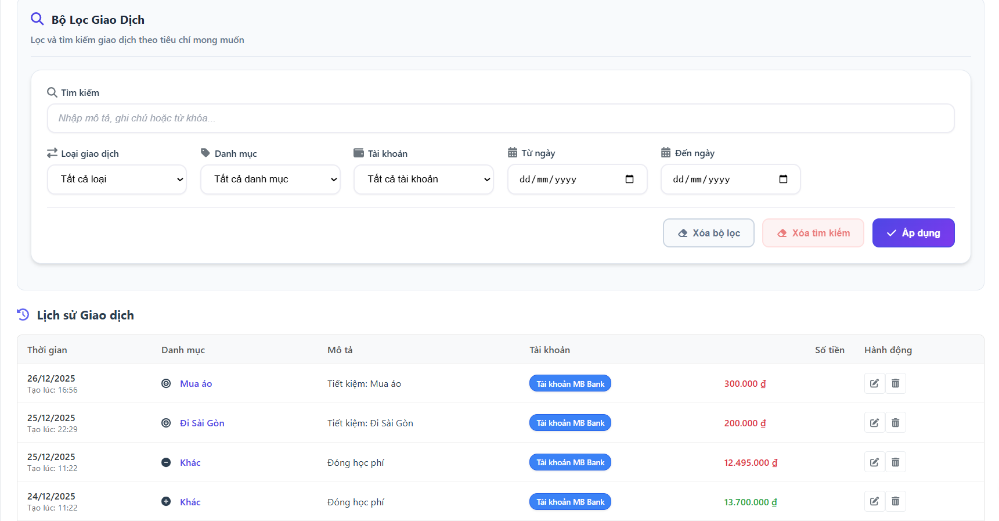 Bộ Lọc Giao Dịch
Lọc và tìm kiếm giao dịch theo tiêu chí mong muốn
Tìm kiếm
Nhập mô tả, ghi chú hoặc từ khóa...
Loại giao dịch Danh mục Tài khoản Từ ngày Đến ngày
Tất cả loại Tất cả danh mục Tất cả tài khoản dd/mm/yyyy dd/mm/yyyy
Xóa bộ lọc Xóa tìm kiếm Áp dụng
Lịch sử Giao dịch
Thời gian Danh mục Mô tả Tài khoản Số tiền Hành động
26/12/2025
Tạo lúc: 16:56
Mua áo Tiết kiệm: Mua áo Tài khoản MB Bank 300.000 ₫
25/12/2025
Tạo lúc: 22:29
Đi Sài Gòn Tiết kiệm: Đi Sài Gòn Tài khoản MB Bank 200.000 ₫
25/12/2025
Tạo lúc: 11:22
Khác Đóng học phí Tài khoản MB Bank 12.495.000 ₫
24/12/2025
Tạo lúc: 11:22
Khác Đóng học phí Tài khoản MB Bank 13.700.000 ₫